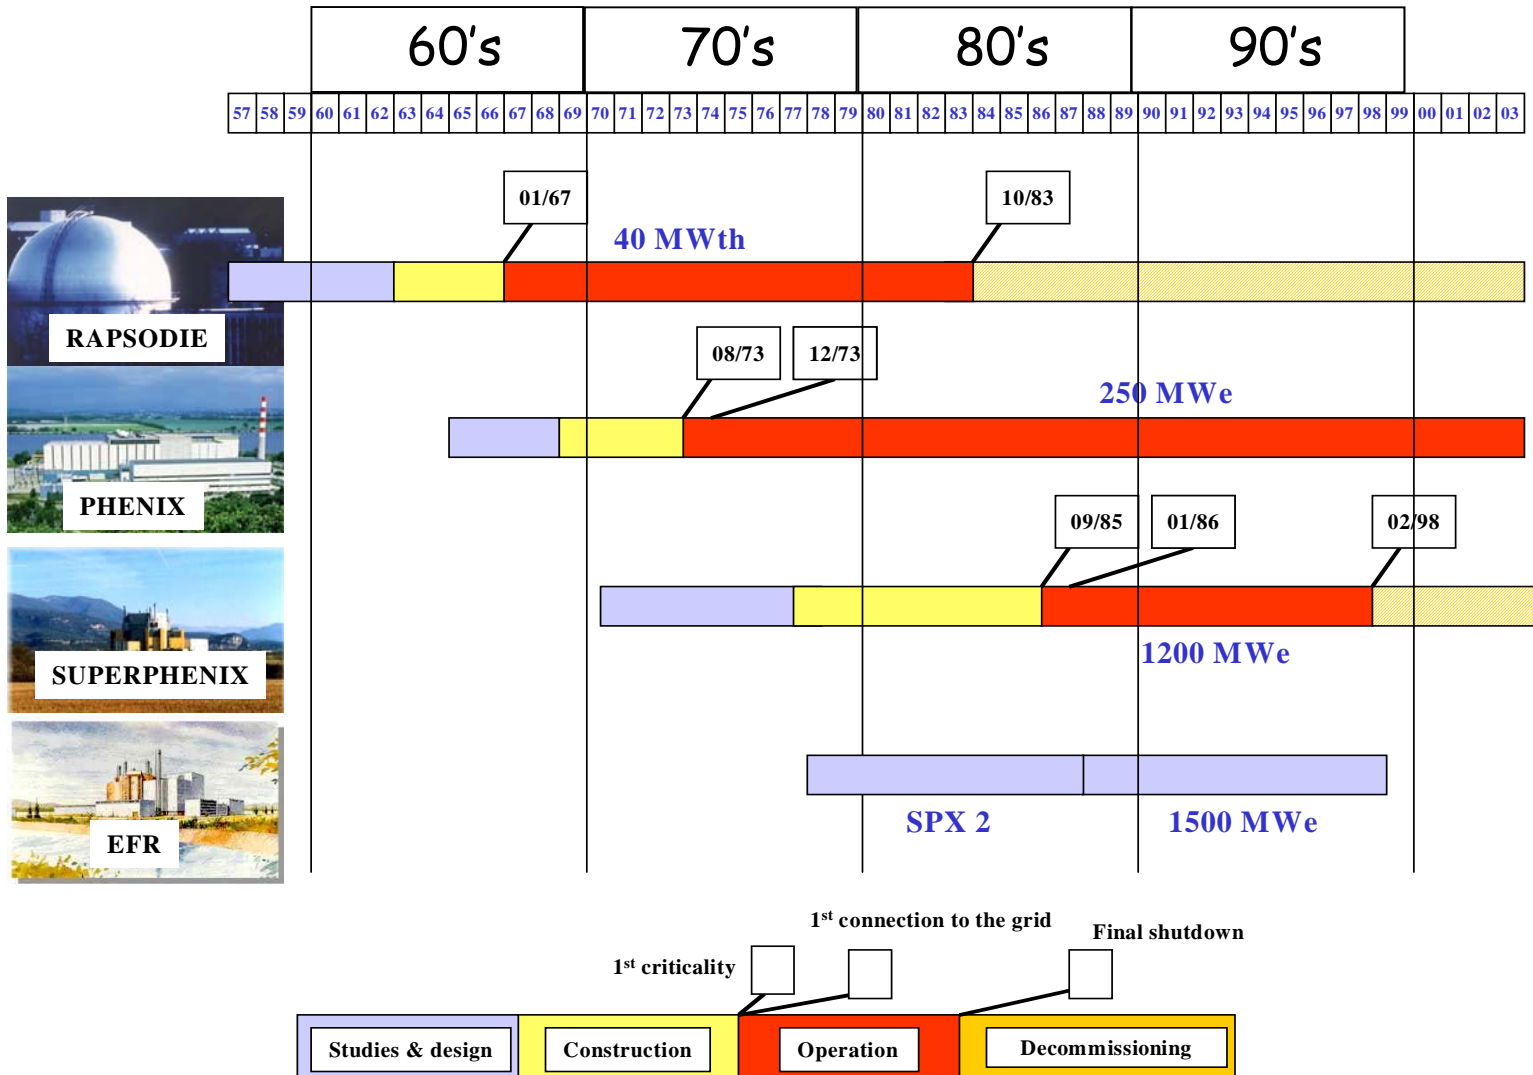 60's 70's 80's 90's
57 58 59 60 61 62 63 64 65 66 67 68 69 70 71 72 73 74 75 76 77 78 79 80 81 82 83 84 85 86 87 88 89 90 91 92 93 94 95 96 97 98 99 00 01 02 03
01/67 10/83
40 MWth
RAPSODIE
08/73 12/73
250 MWe
PHENIX
09/85 01/86 02/98
1200 MWe
SUPERPHENIX
SPX 2 1500 MWe
EFR
1st connection to the grid
Final shutdown
1st criticality
Studies & design Construction Operation Decommissioning